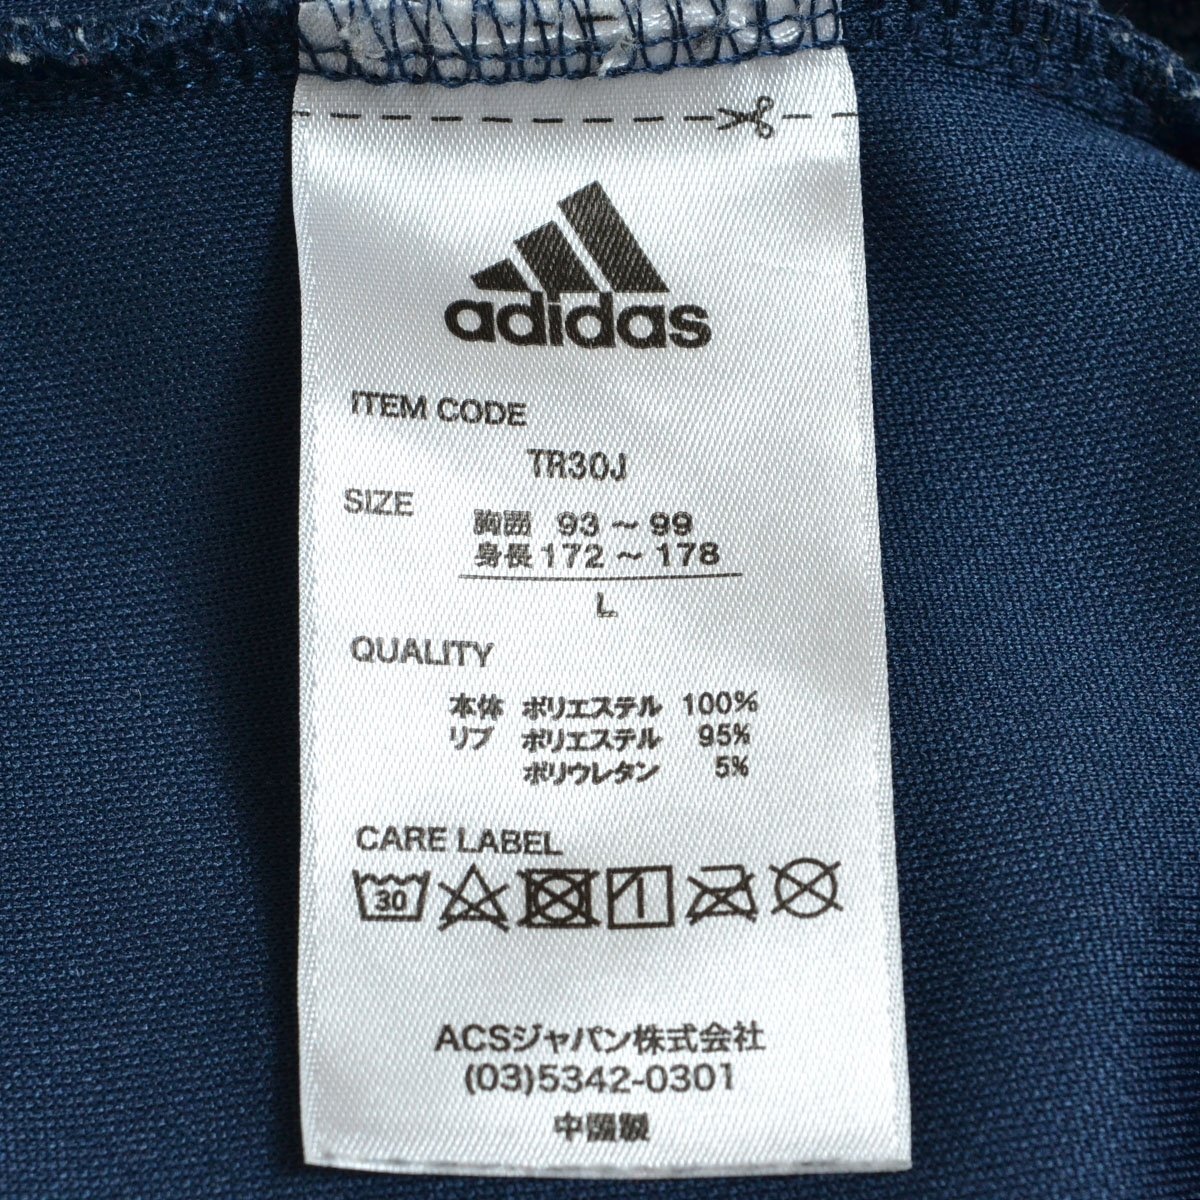 adidas
ITEM CODE
TR30J
SIZE
胸囲 93 ~ 99
身長 172 ~ 178
L
QUALITY
本体 ポリエステル 100%
リブ ポリエステル 95%
ポリウレタン 5%
CARE LABEL
30
ACSジャパン株式会社
(03)5342-0301
中国製